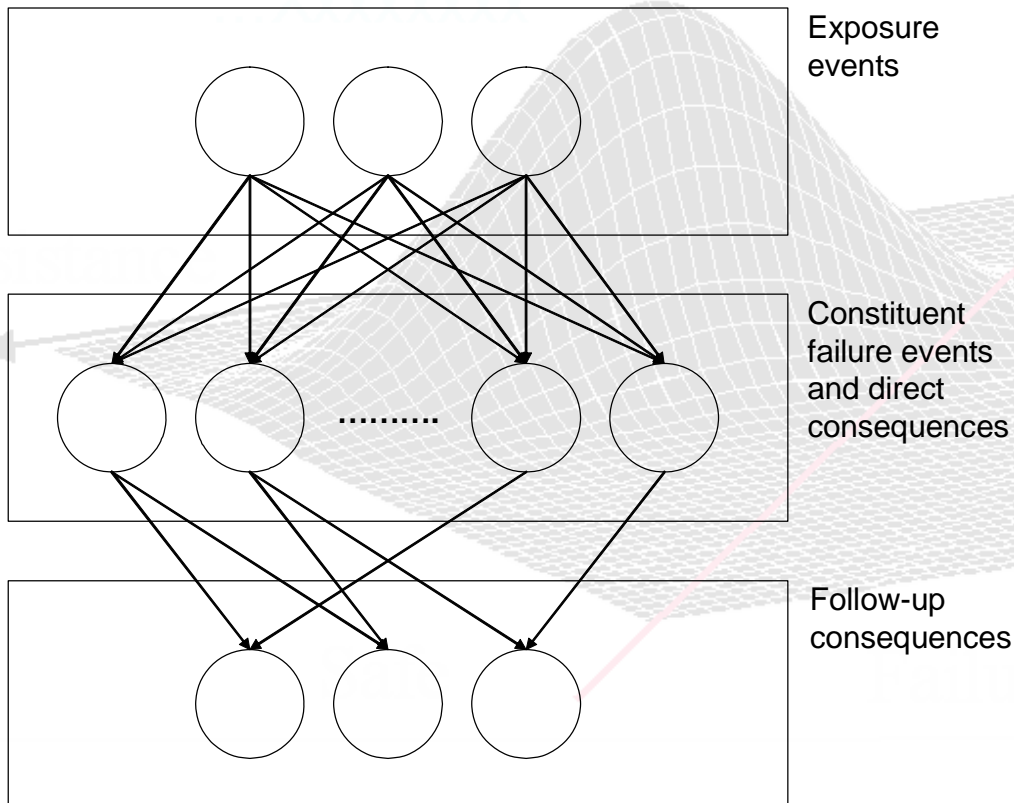 Exposure
events
Constituent
failure events
and direct
consequences
..........
Follow-up
consequences